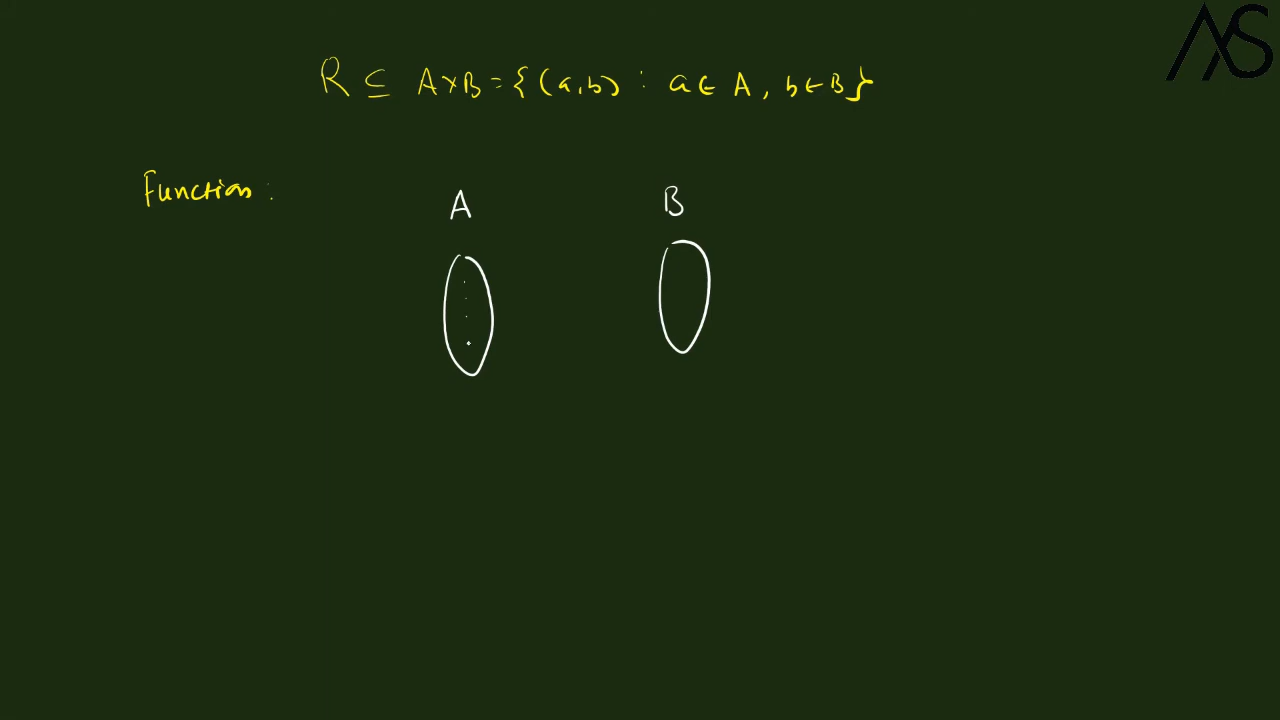 R ⊆ A×B = {(a,b) : a ∈ A, b ∈ B}
Function :
A B